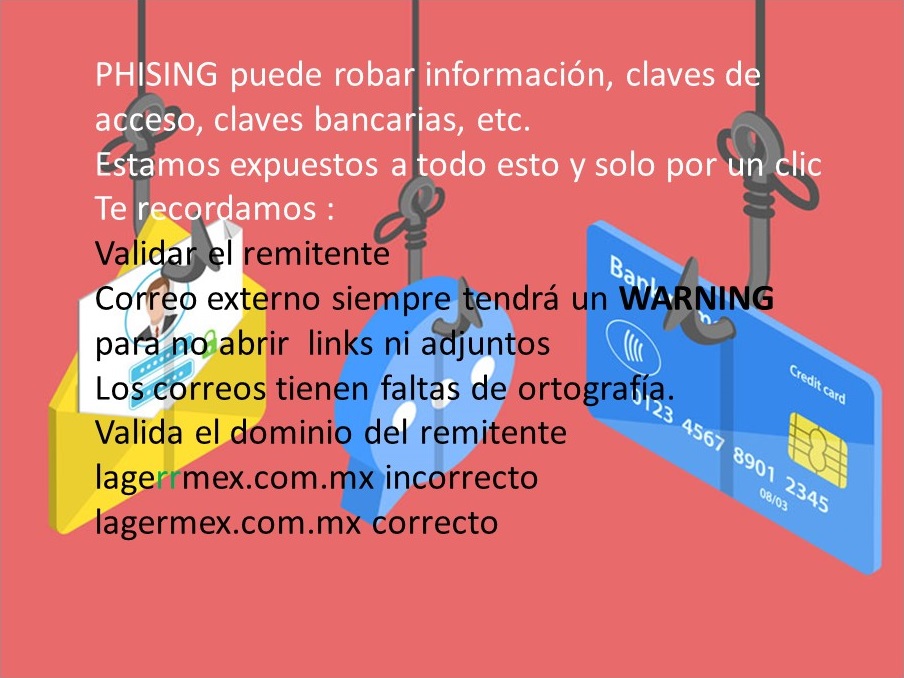 PHISING puede robar información, claves de
acceso, claves bancarias, etc.
Estamos expuestos a todo esto y solo por un clic
Te recordamos :
Validar el remitente
Correo externo siempre tendrá un WARNING
para no abrir links ni adjuntos
Los correos tienen faltas de ortografía.
Valida el dominio del remitente
lagerrmex.com.mx incorrecto
lagermex.com.mx correcto
Credit card
0123 4567 8901 2345
08/03